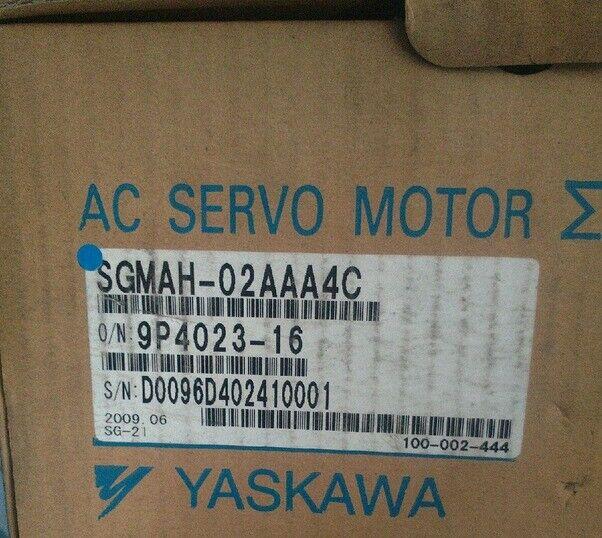 AC SERVO MOTOR Σ
SGMAH-02AAA4C
O/N: 9P4023-16
S/N: D0096D402410001
2009.06
SG-21
100-002-444
YASKAWA